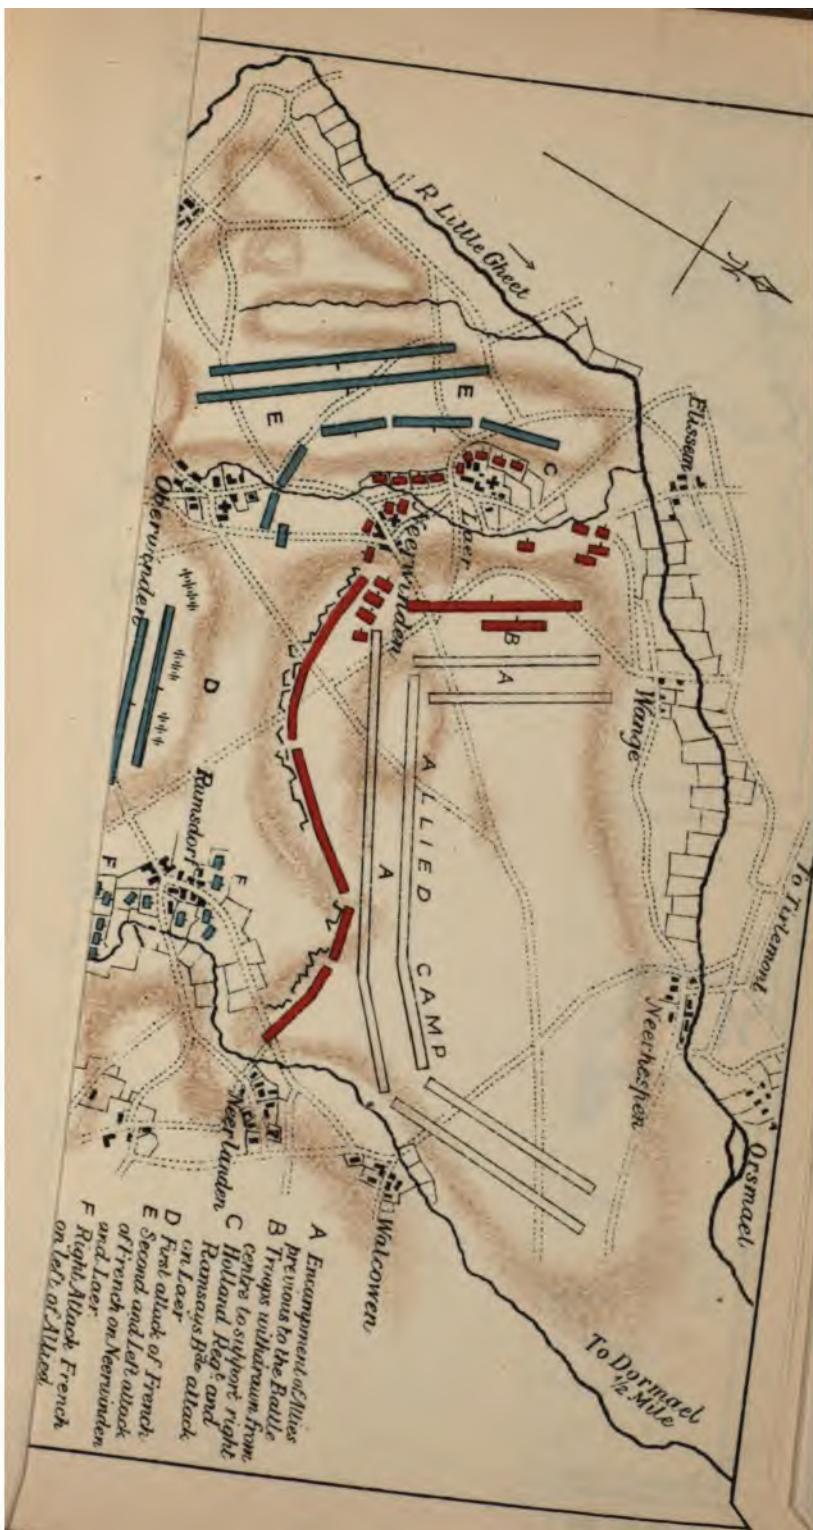 R Little Gheet
N
E
E
Elissem
C
Oberwinden
Neerwinden
Laer
B
A
Wange
D
A
ALLIED CAMP
To Tirlemont
Ramsdorf
F
F
Neerhespen
Orsmael
Neerlanden
Walcowen
To Dormael
1/2 Mile
A Encampment of Allies
previous to the Battle
B Troops withdrawn from
centre to support right
C Holland Regt. and
Ramsays Bde attack
on Laer
D First attack of French
E Second and Left attack
of French on Neerwinden
and Laer.
F Right Attack French
on left of Allied.